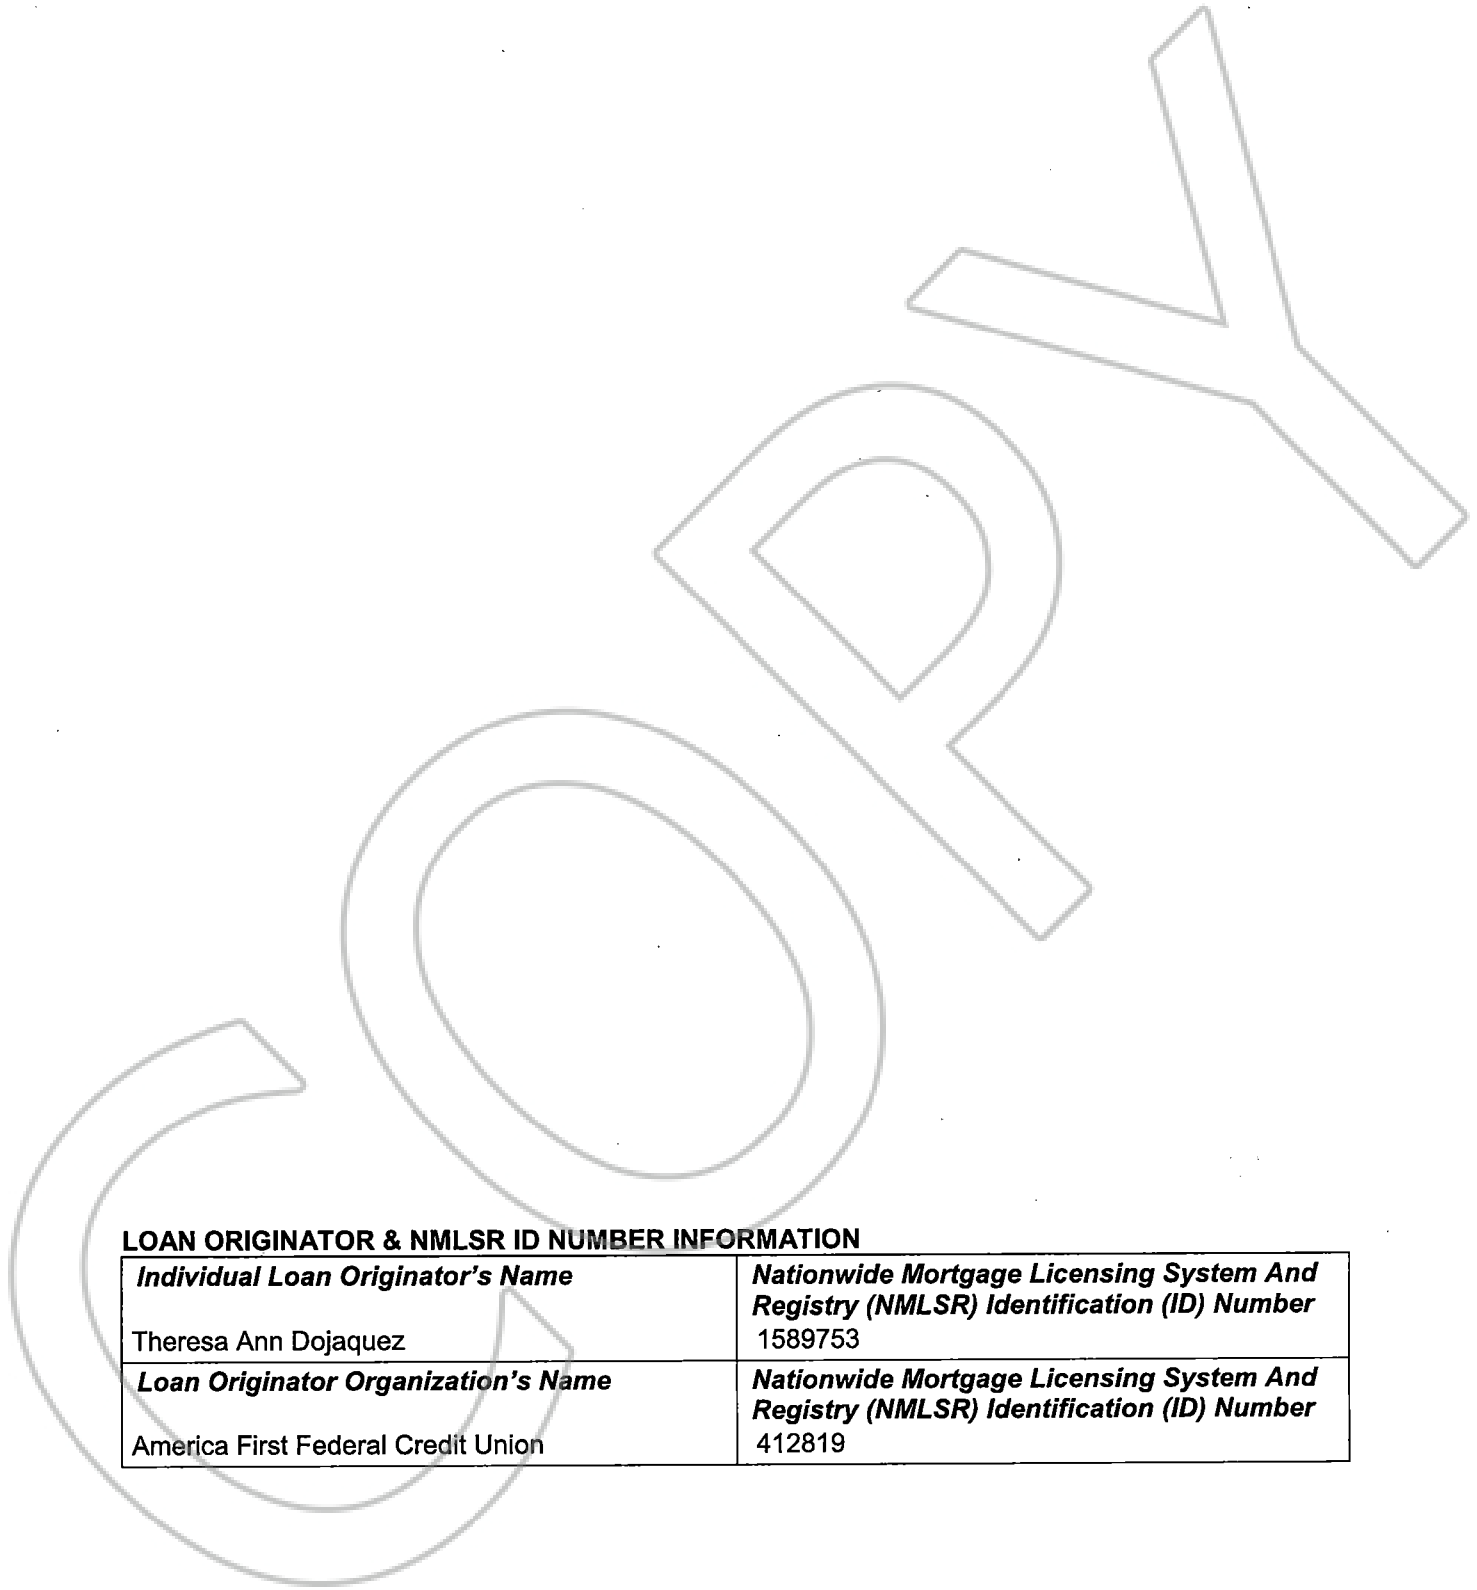 COPY
LOAN ORIGINATOR & NMLSR ID NUMBER INFORMATION
Individual Loan Originator's Name
Theresa Ann Dojaquez
Nationwide Mortgage Licensing System And
Registry (NMLSR) Identification (ID) Number
1589753
Loan Originator Organization's Name
America First Federal Credit Union
Nationwide Mortgage Licensing System And
Registry (NMLSR) Identification (ID) Number
412819